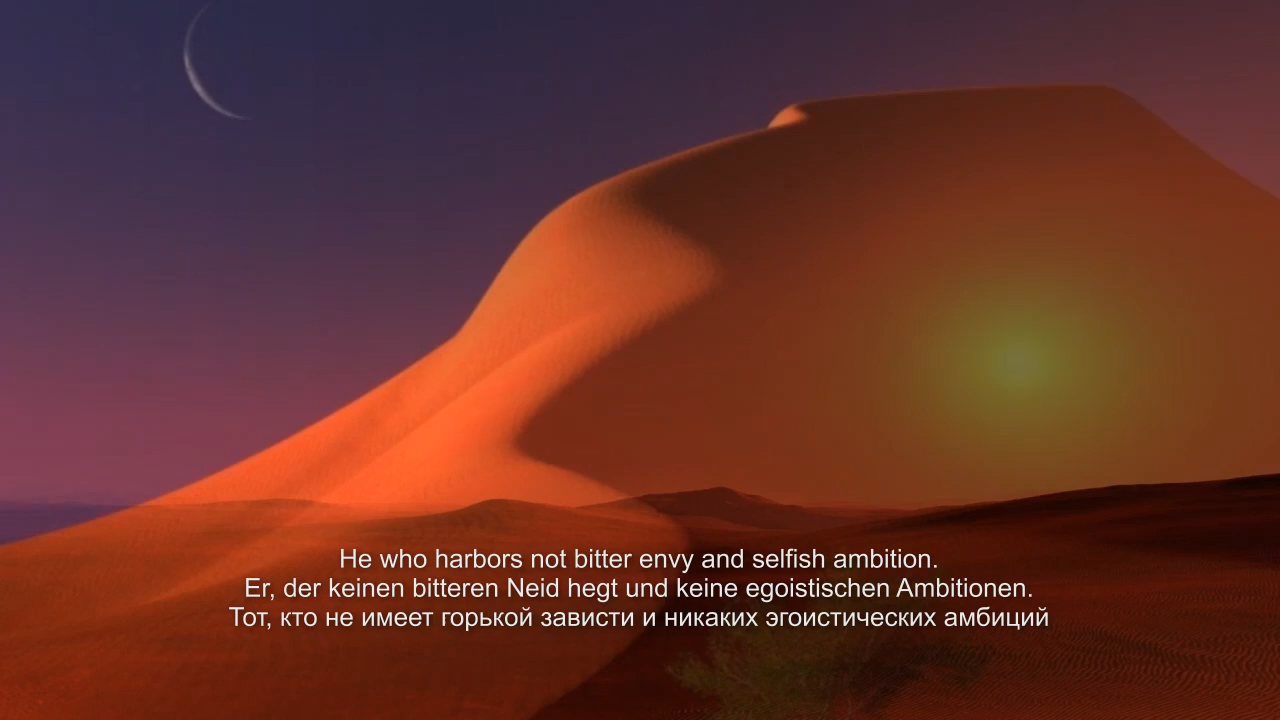 He who harbors not bitter envy and selfish ambition.
Er, der keinen bitteren Neid hegt und keine egoistischen Ambitionen.
Тот, кто не имеет горькой зависти и никаких эгоистических амбиций